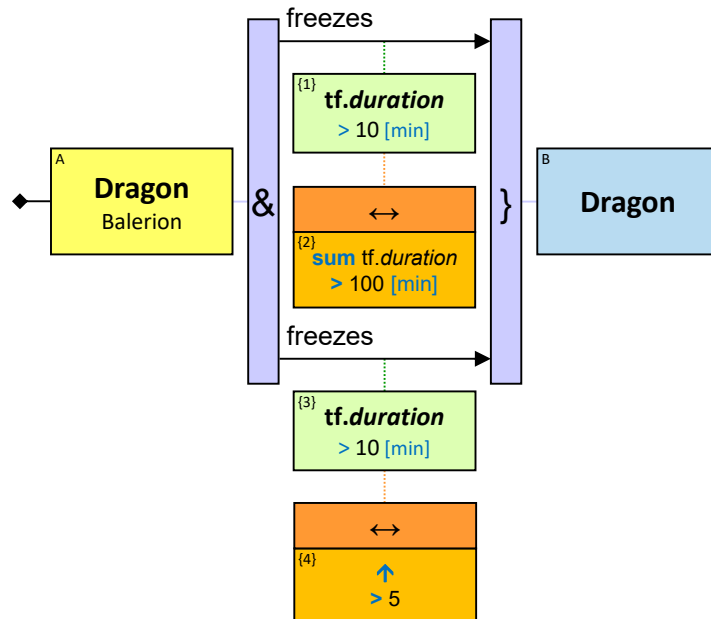 freezes
{1}
tf.duration
> 10 [min]
A
Dragon
Balerion
&
}
B
Dragon
↔
{2}
sum tf.duration
> 100 [min]
freezes
{3}
tf.duration
> 10 [min]
↔
{4}
↑
> 5